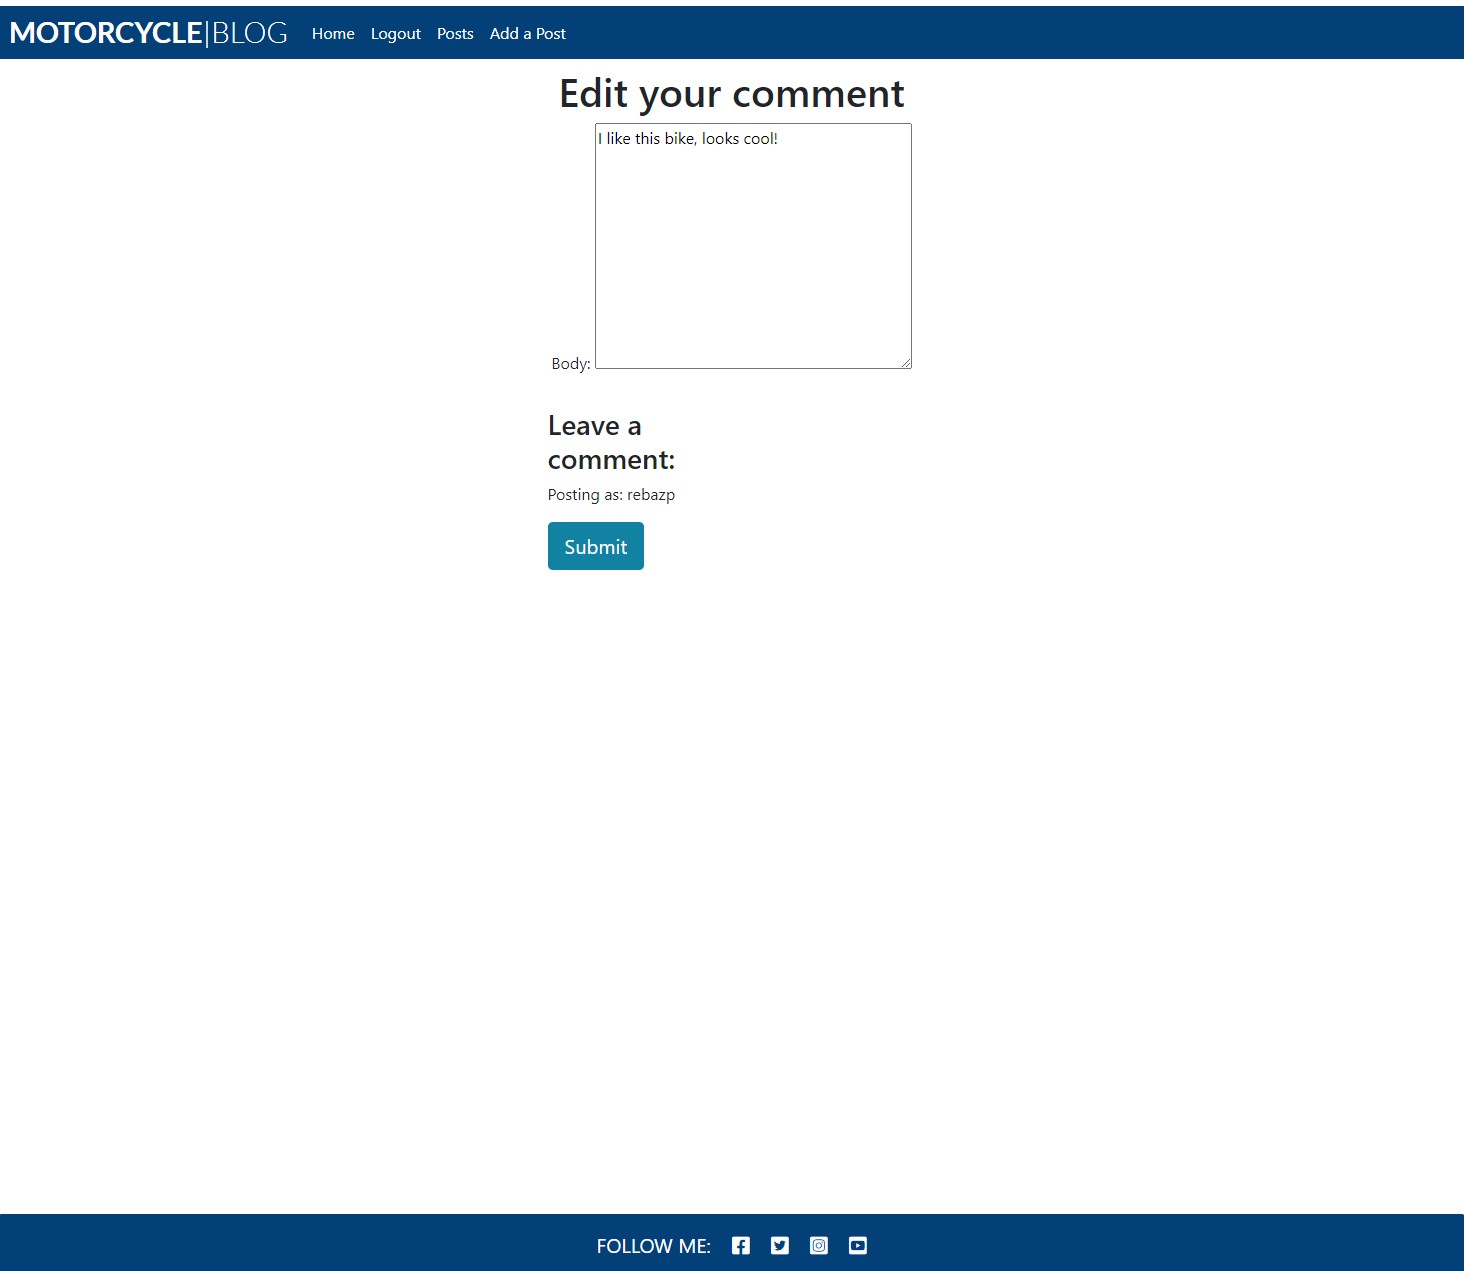 MOTORCYCLE|BLOG Home Logout Posts Add a Post
Edit your comment
I like this bike, looks cool!
Body:
Leave a
comment:
Posting as: rebazp
Submit
FOLLOW ME: